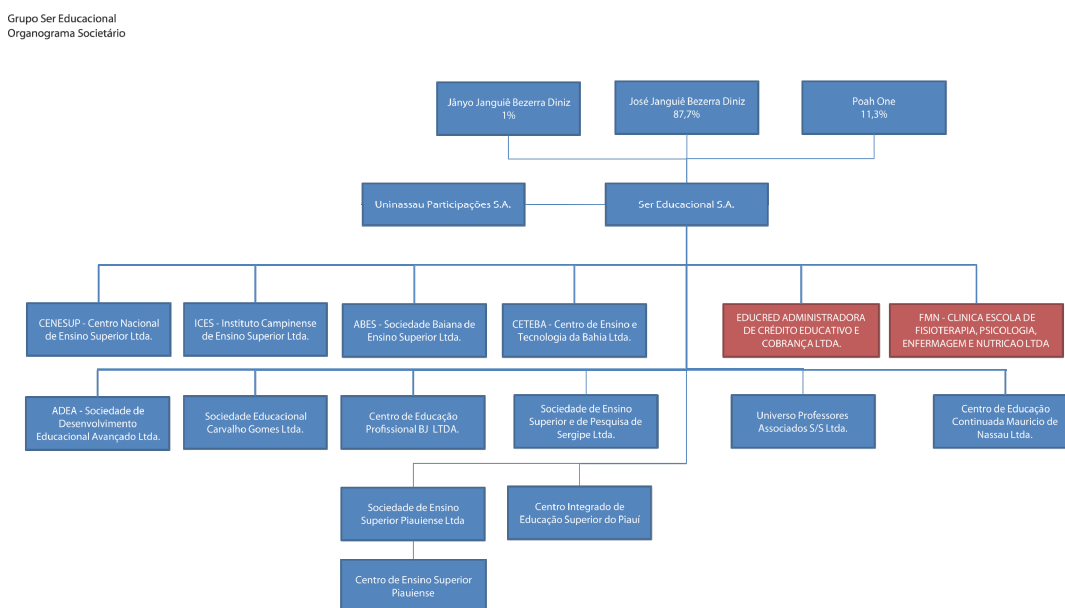 Grupo Ser Educacional
Organograma Societário
Jânyo Janguiê Bezerra Diniz
1%
José Janguiê Bezerra Diniz
87,7%
Poah One
11,3%
Uninassau Participações S.A.
Ser Educacional S.A.
CENESUP - Centro Nacional
de Ensino Superior Ltda.
ICES - Instituto Campinense
de Ensino Superior Ltda.
ABES - Sociedade Baiana de
Ensino Superior Ltda.
CETEBA - Centro de Ensino e
Tecnologia da Bahia Ltda.
EDUCRED ADMINISTRADORA
DE CRÉDITO EDUCATIVO E
COBRANÇA LTDA.
FMN - CLINICA ESCOLA DE
FISIOTERAPIA, PSICOLOGIA,
ENFERMAGEM E NUTRICAO LTDA
ADEA - Sociedade de
Desenvolvimento
Educacional Avançado Ltda.
Sociedade Educacional
Carvalho Gomes Ltda.
Centro de Educação
Profissional BJ LTDA.
Sociedade de Ensino
Superior e de Pesquisa de
Sergipe Ltda.
Universo Professores
Associados S/S Ltda.
Centro de Educação
Continuada Mauricio de
Nassau Ltda.
Sociedade de Ensino
Superior Piauiense Ltda
Centro Integrado de
Educação Superior do Piauí
Centro de Ensino Superior
Piauiense